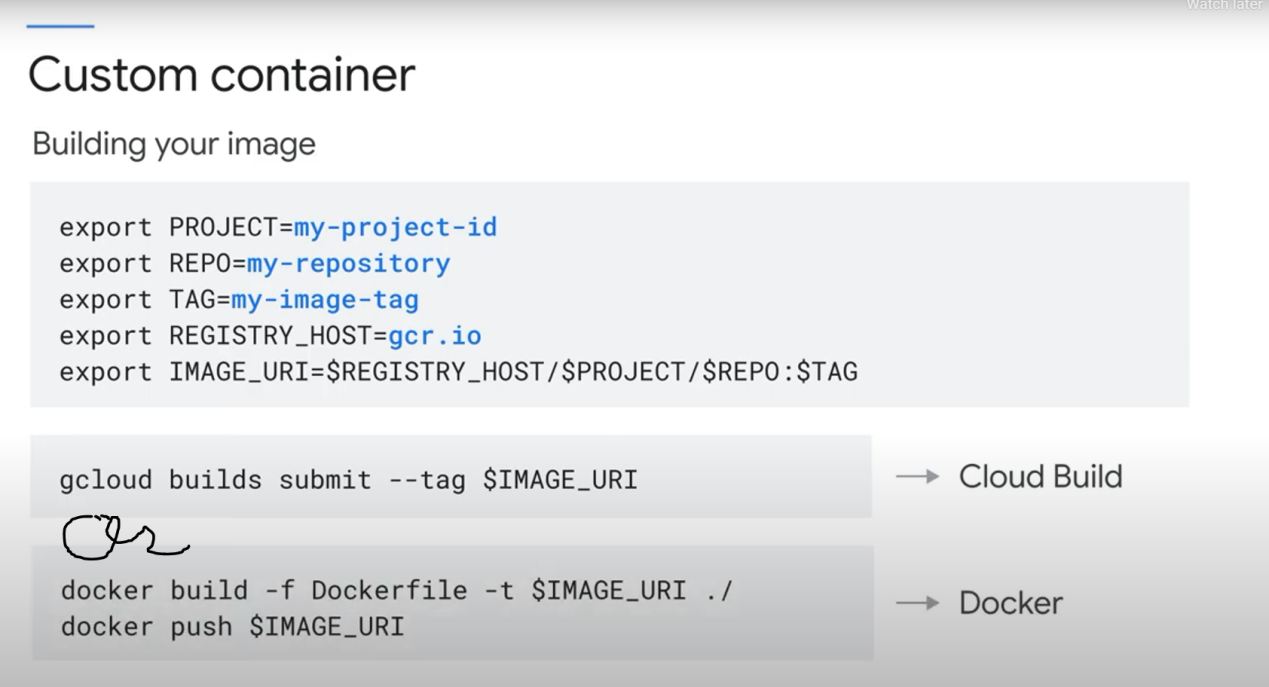 Watch later
Custom container
Building your image
export PROJECT=my-project-id
export REPO=my-repository
export TAG=my-image-tag
export REGISTRY_HOST=gcr.io
export IMAGE_URI=$REGISTRY_HOST/$PROJECT/$REPO:$TAG
gcloud builds submit --tag $IMAGE_URI → Cloud Build
Or
docker build -f Dockerfile -t $IMAGE_URI ./
docker push $IMAGE_URI → Docker